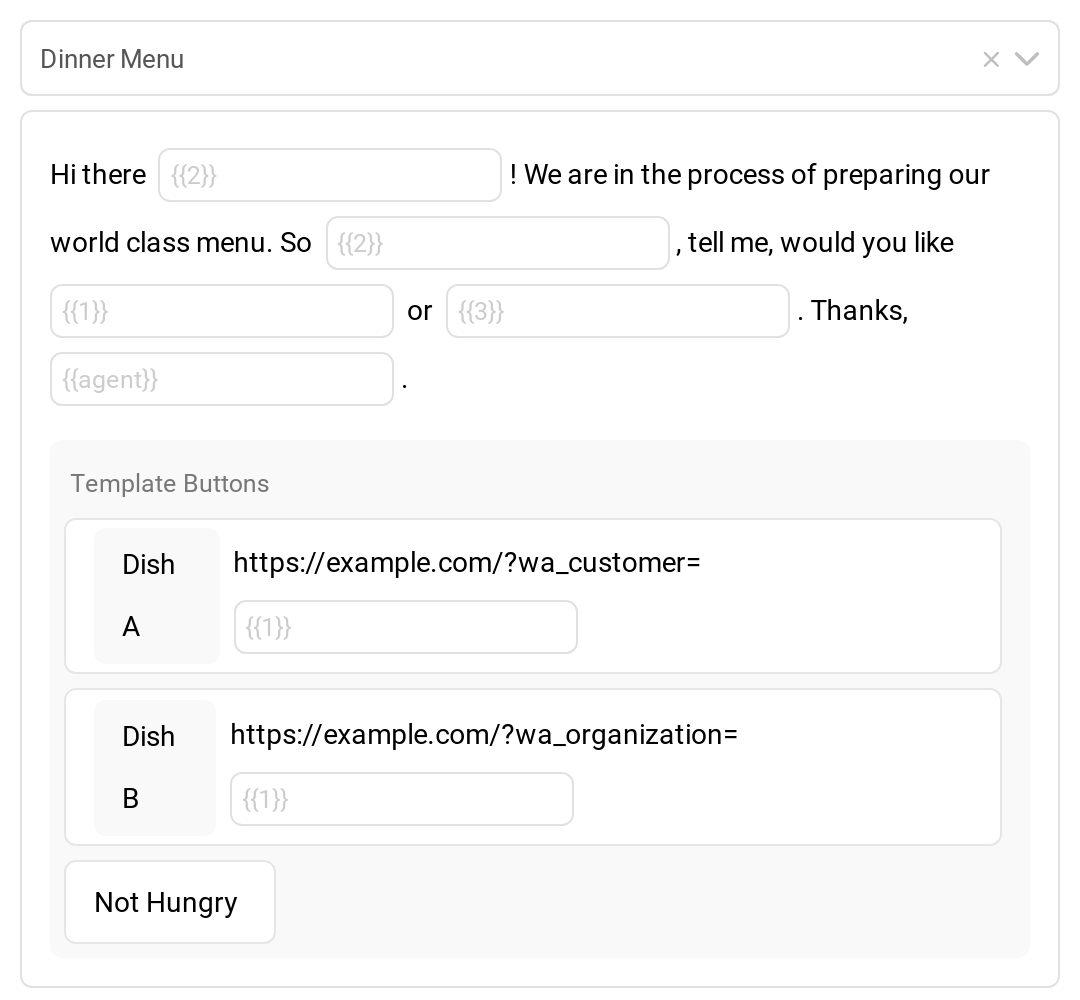 Dinner Menu
Hi there {{2}} ! We are in the process of preparing our
world class menu. So {{2}} , tell me, would you like
{{1}} or {{3}} . Thanks,
{{agent}} .
Template Buttons
Dish A
https://example.com/?wa_customer=
{{1}}
Dish B
https://example.com/?wa_organization=
{{1}}
Not Hungry